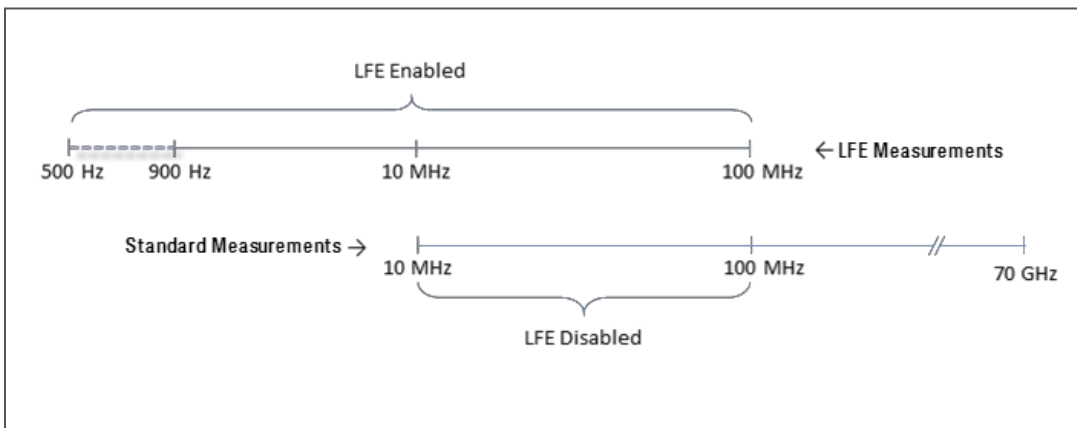 LFE Enabled
500 Hz 900 Hz 10 MHz 100 MHz ← LFE Measurements
Standard Measurements →
10 MHz 100 MHz 70 GHz
LFE Disabled